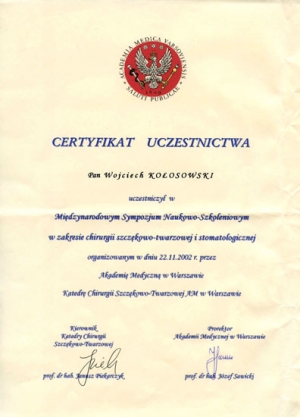 ACADEMIA MEDICA VARSOVIENSIS
SALUTI PUBLICAE
CERTYFIKAT UCZESTNICTWA
Pan Wojciech KOŁOSOWSKI
uczestniczył w
Międzynarodowym Sympozjum Naukowo-Szkoleniowym
w zakresie chirurgii szczękowo-twarzowej i stomatologicznej
organizowanym w dniu 22.11.2002 r. przez
Akademię Medyczną w Warszawie
Katedrę Chirurgii Szczękowo-Twarzowej AM w Warszawie
Kierownik
Katedry Chirurgii
Szczękowo-Twarzowej
prof. dr hab. Janusz Piekarczyk
Prorektor
Akademii Medycznej w Warszawie
prof. dr hab. Józef Sawicki